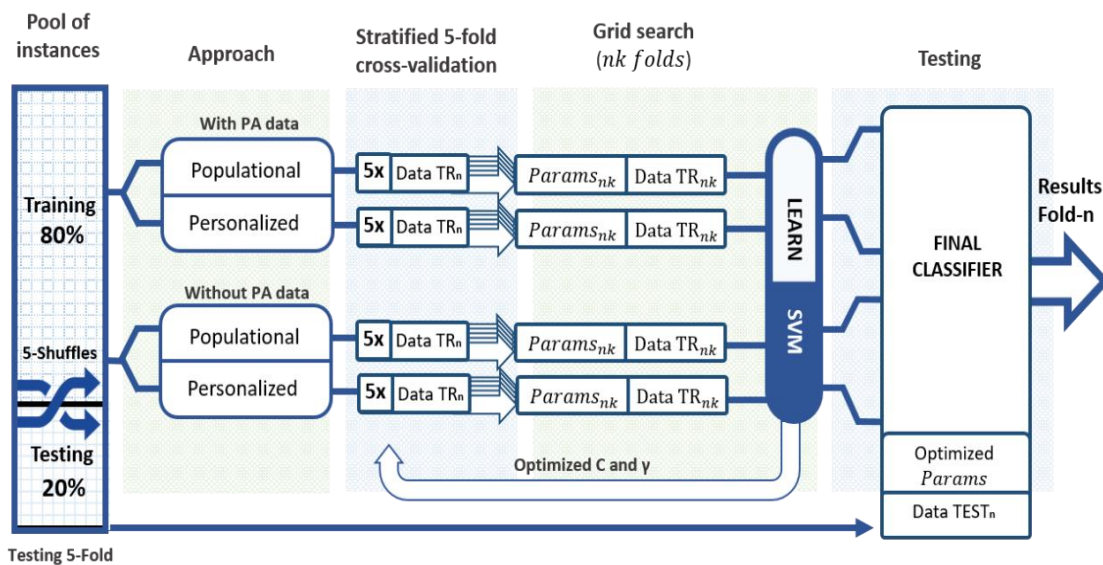 Pool of
instances
Approach
Stratified 5-fold
cross-validation
Grid search
(nk folds)
Testing
Training
80%
5-Shuffles
Testing
20%
Testing 5-Fold
With PA data
Populational
Personalized
Without PA data
Populational
Personalized
5x Data TRn
5x Data TRn
5x Data TRn
5x Data TRn
Paramsnk Data TRnk
Paramsnk Data TRnk
Paramsnk Data TRnk
Paramsnk Data TRnk
LEARN
SVM
Optimized C and γ
FINAL
CLASSIFIER
Optimized
Params
Data TESTn
Results
Fold-n